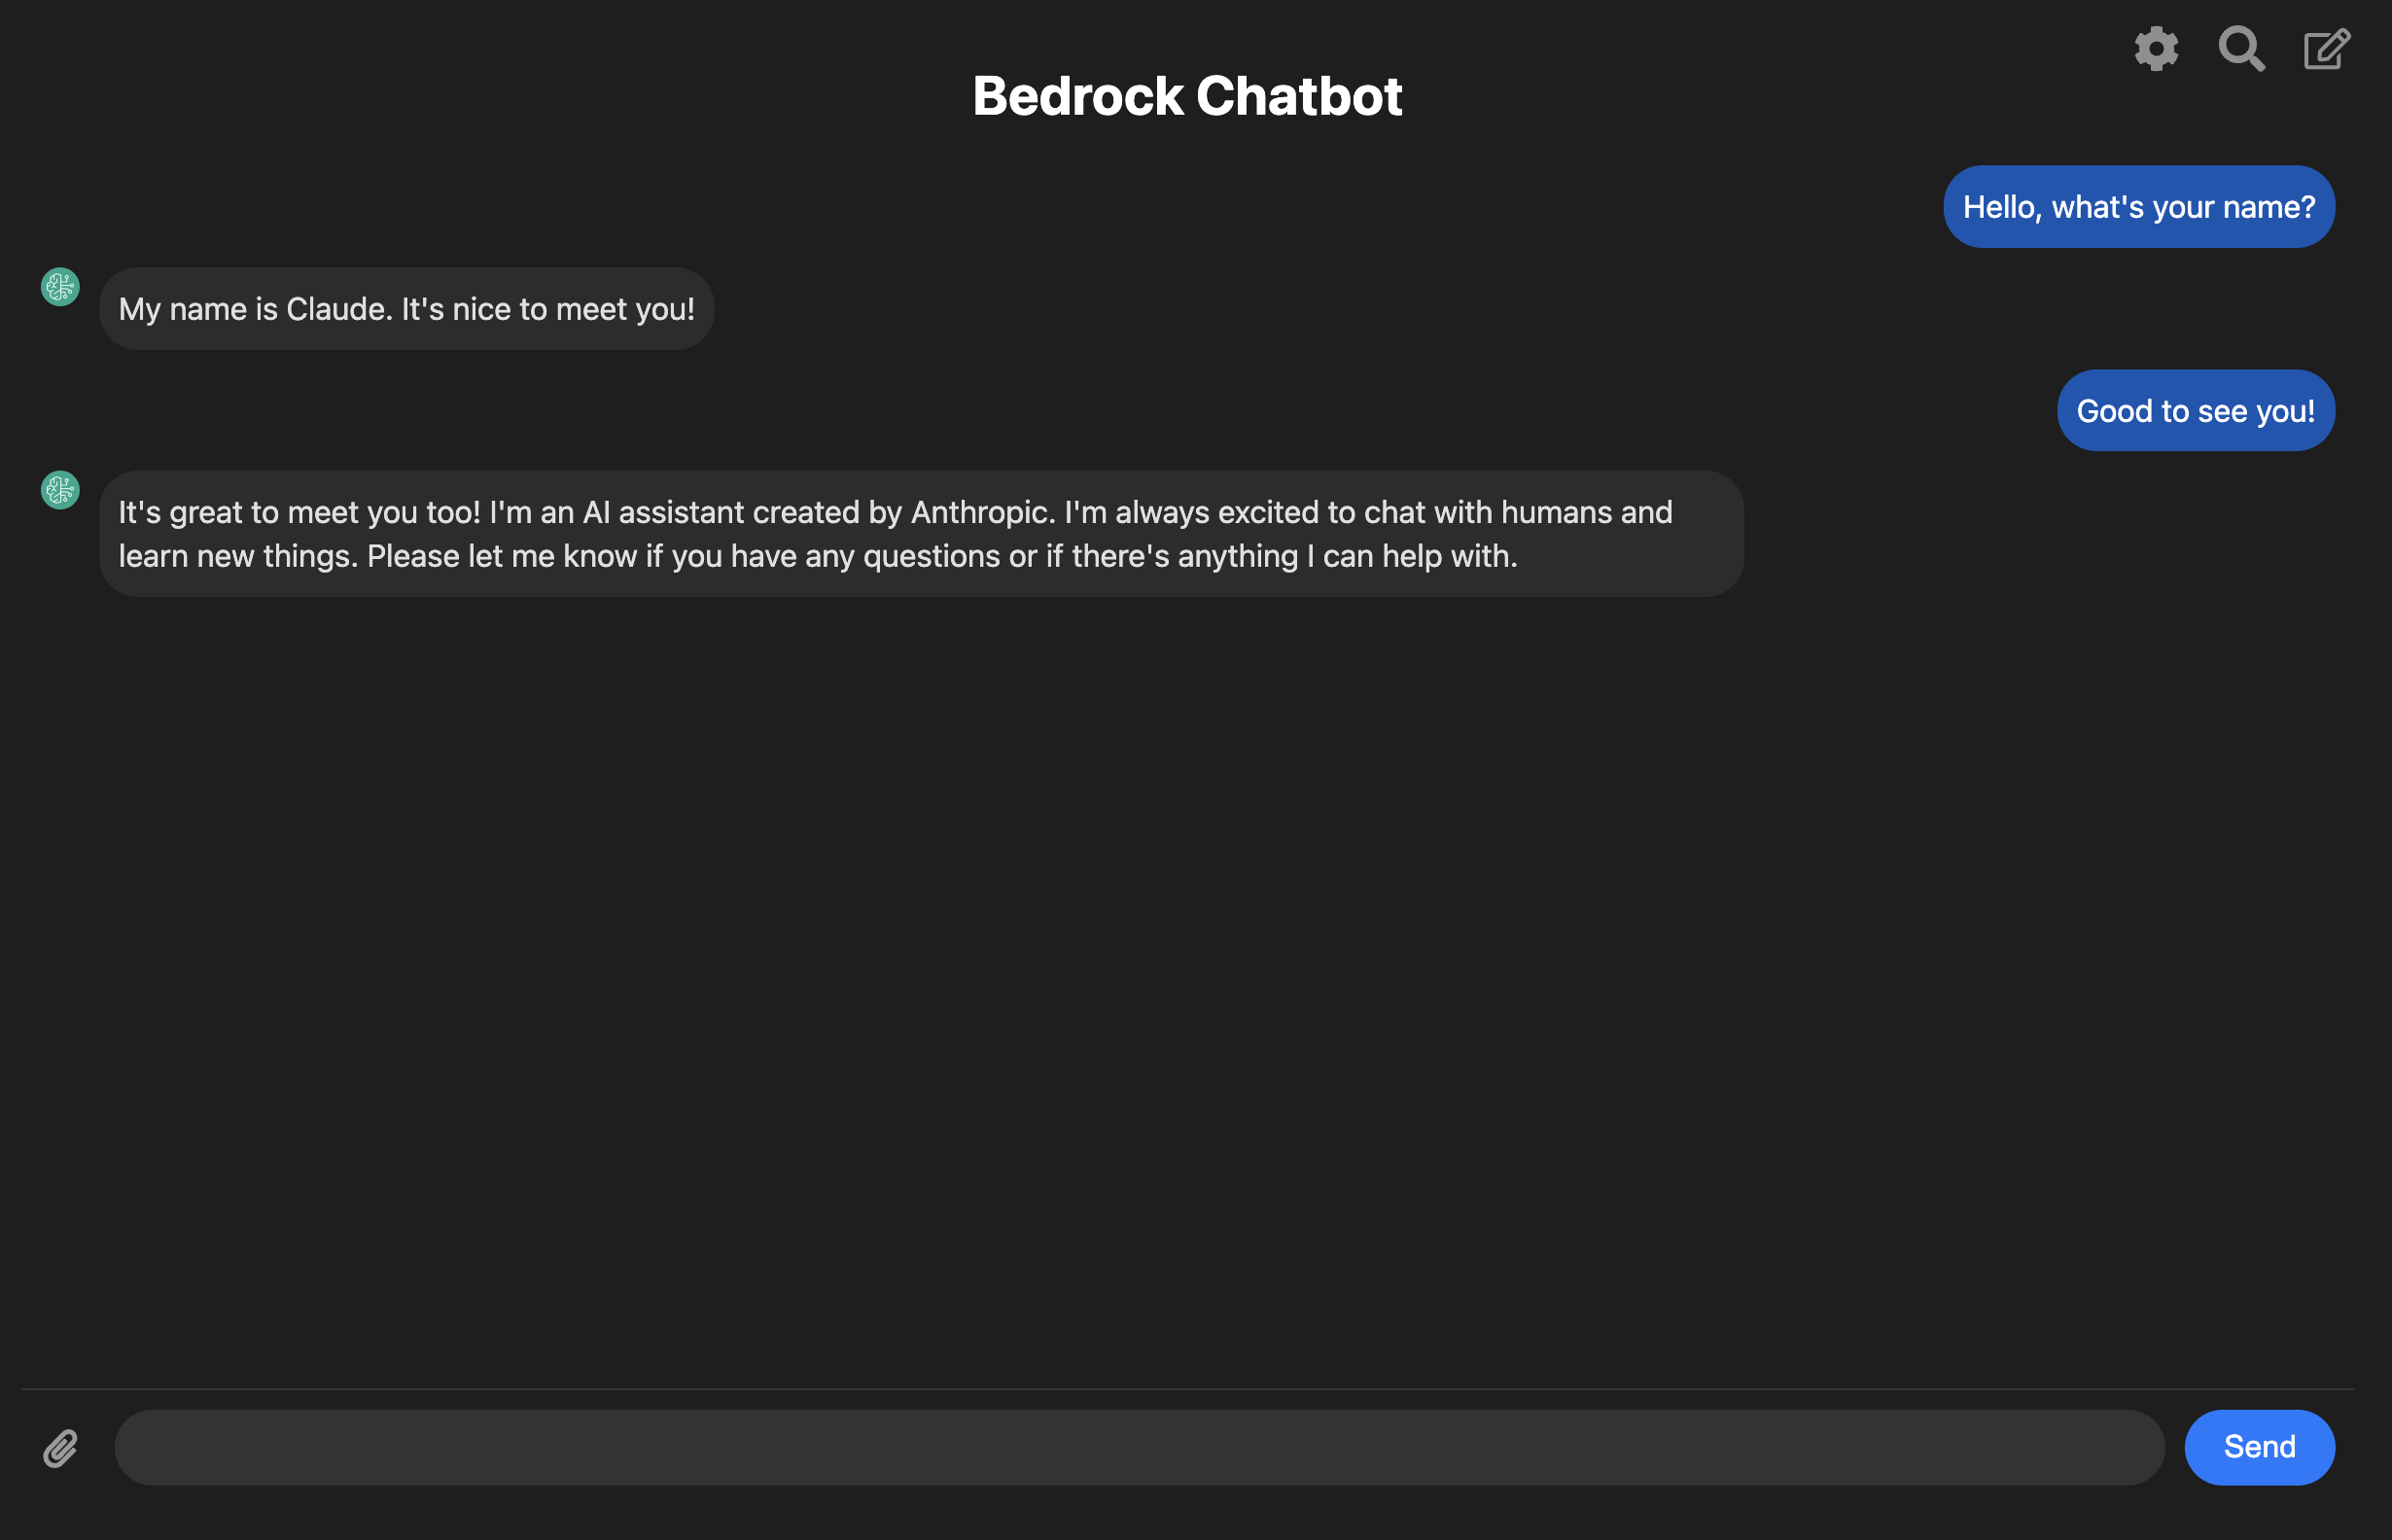 Bedrock Chatbot
Hello, what's your name?
My name is Claude. It's nice to meet you!
Good to see you!
It's great to meet you too! I'm an AI assistant created by Anthropic. I'm always excited to chat with humans and
learn new things. Please let me know if you have any questions or if there's anything I can help with.
Send